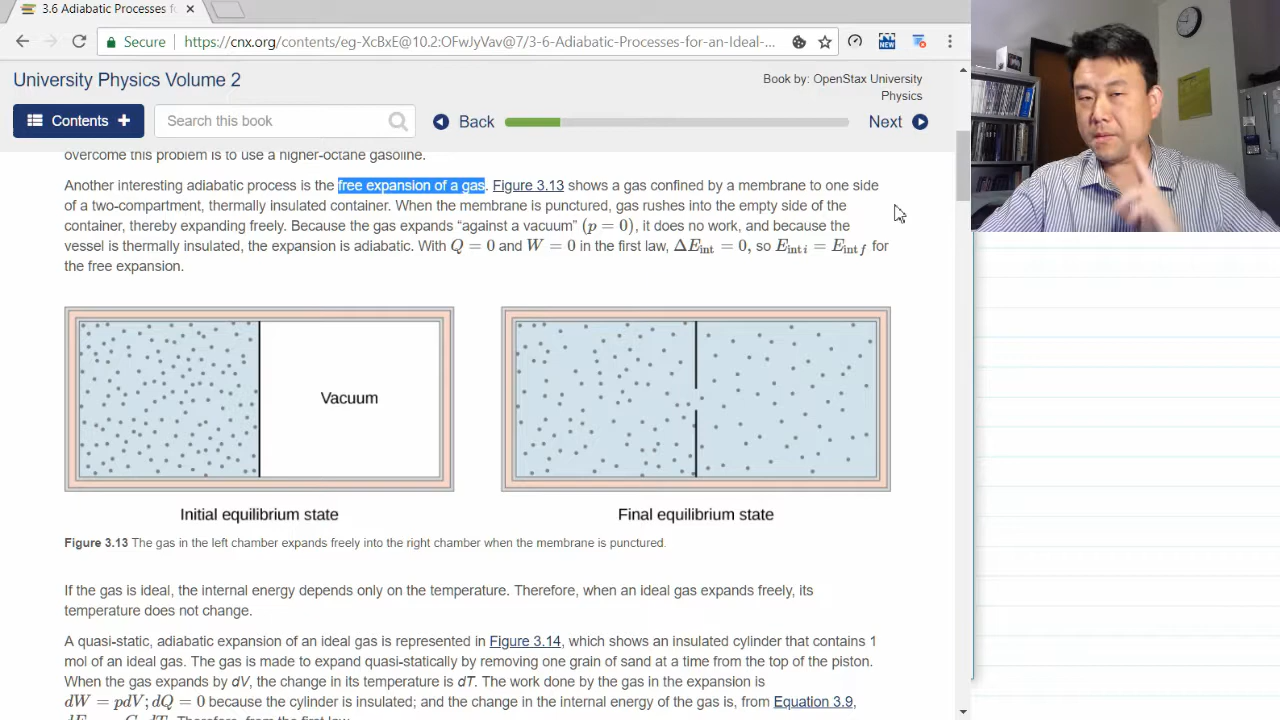 3.6 Adiabatic Processes f
Secure
https://cnx.org/contents/eg-XcBxE@10.2:OFwJyVav@7/3-6-Adiabatic-Processes-for-an-Ideal-...
NEW
University Physics Volume 2
Book by: OpenStax University
Physics
Contents +
Search this book
Back
Next
overcome this problem is to use a higher-octane gasoline.
Another interesting adiabatic process is the free expansion of a gas. Figure 3.13 shows a gas confined by a membrane to one side
of a two-compartment, thermally insulated container. When the membrane is punctured, gas rushes into the empty side of the
container, thereby expanding freely. Because the gas expands “against a vacuum” (p = 0), it does no work, and because the
vessel is thermally insulated, the expansion is adiabatic. With Q = 0 and W = 0 in the first law, ΔEint = 0, so Eint i = Eint f for
the free expansion.
Vacuum
Initial equilibrium state
Final equilibrium state
Figure 3.13 The gas in the left chamber expands freely into the right chamber when the membrane is punctured.
If the gas is ideal, the internal energy depends only on the temperature. Therefore, when an ideal gas expands freely, its
temperature does not change.
A quasi-static, adiabatic expansion of an ideal gas is represented in Figure 3.14, which shows an insulated cylinder that contains 1
mol of an ideal gas. The gas is made to expand quasi-statically by removing one grain of sand at a time from the top of the piston.
When the gas expands by dV, the change in its temperature is dT. The work done by the gas in the expansion is
dW = pdV; dQ = 0 because the cylinder is insulated; and the change in the internal energy of the gas is, from Equation 3.9,
Therefore, from the first law